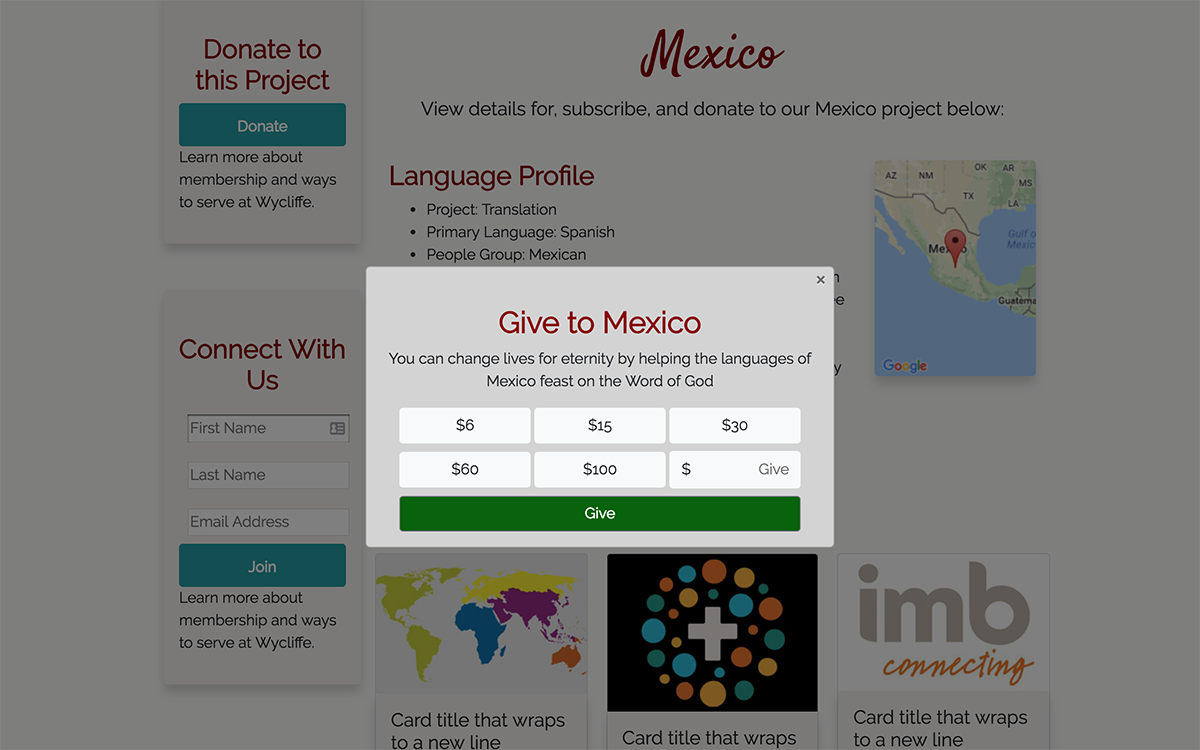 Donate to
this Project
Donate
Learn more about
membership and ways
to serve at Wycliffe.
Connect With
Us
First Name
Last Name
Email Address
Join
Learn more about
membership and ways
to serve at Wycliffe.
Mexico
View details for, subscribe, and donate to our Mexico project below:
Language Profile
• Project: Translation
• Primary Language: Spanish
• People Group: Mexican
AZ NM OK AR
MS
TX LA
Gulf o
Mexico
Mexico
Guatema
Google
×
Give to Mexico
You can change lives for eternity by helping the languages of
Mexico feast on the Word of God
$6 $15 $30
$60 $100 $ Give
Give
Card title that wraps
to a new line
Card title that wraps
imb
connecting
Card title that wraps
to a new line